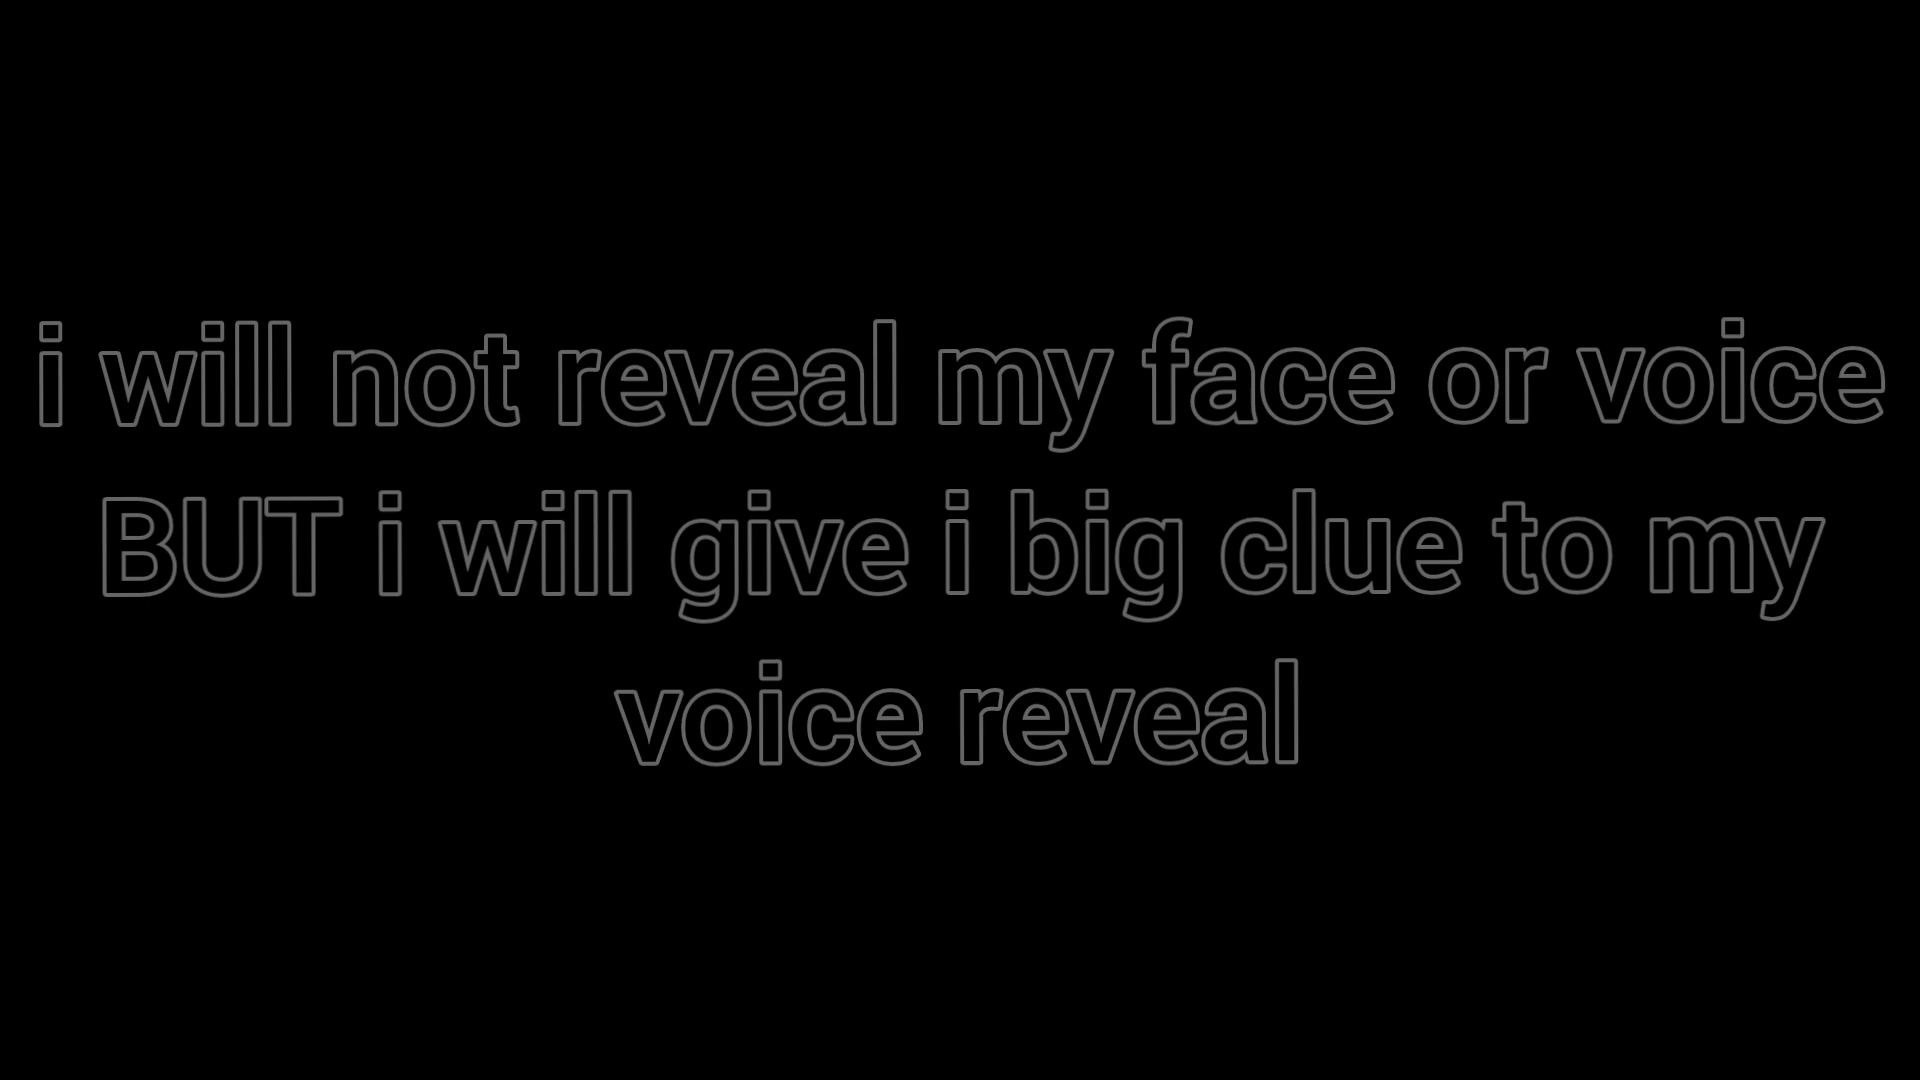 i will not reveal my face or voice
BUT i will give i big clue to my
voice reveal